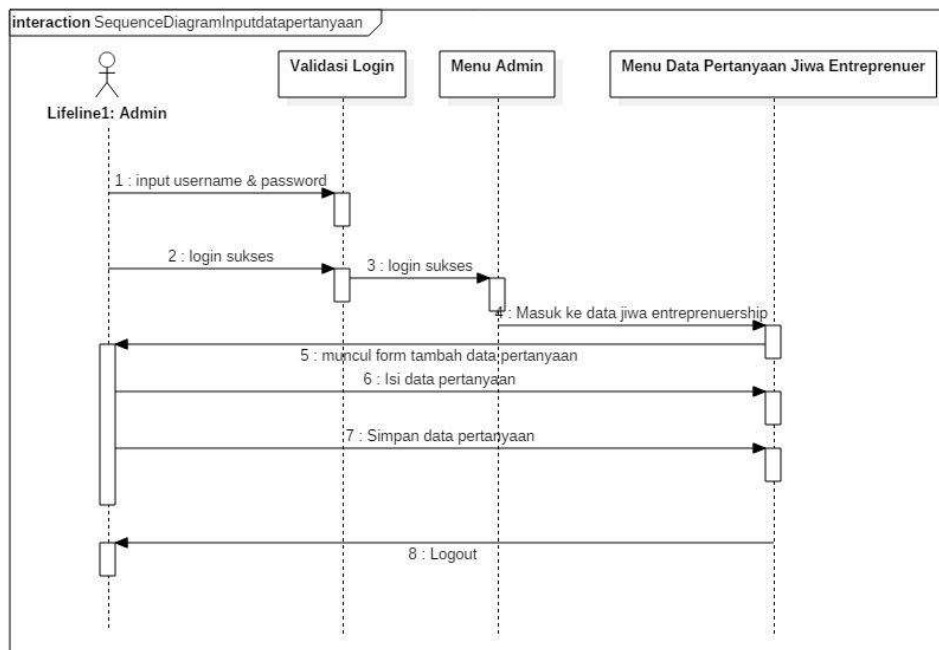 interaction SequenceDiagramInputdatapertanyaan
Validasi Login
Menu Admin
Menu Data Pertanyaan Jiwa Entreprenuer
Lifeline1: Admin
1 : input username & password
2 : login sukses
3 : login sukses
4 : Masuk ke data jiwa entreprenuership
5 : muncul form tambah data pertanyaan
6 : Isi data pertanyaan
7 : Simpan data pertanyaan
8 : Logout